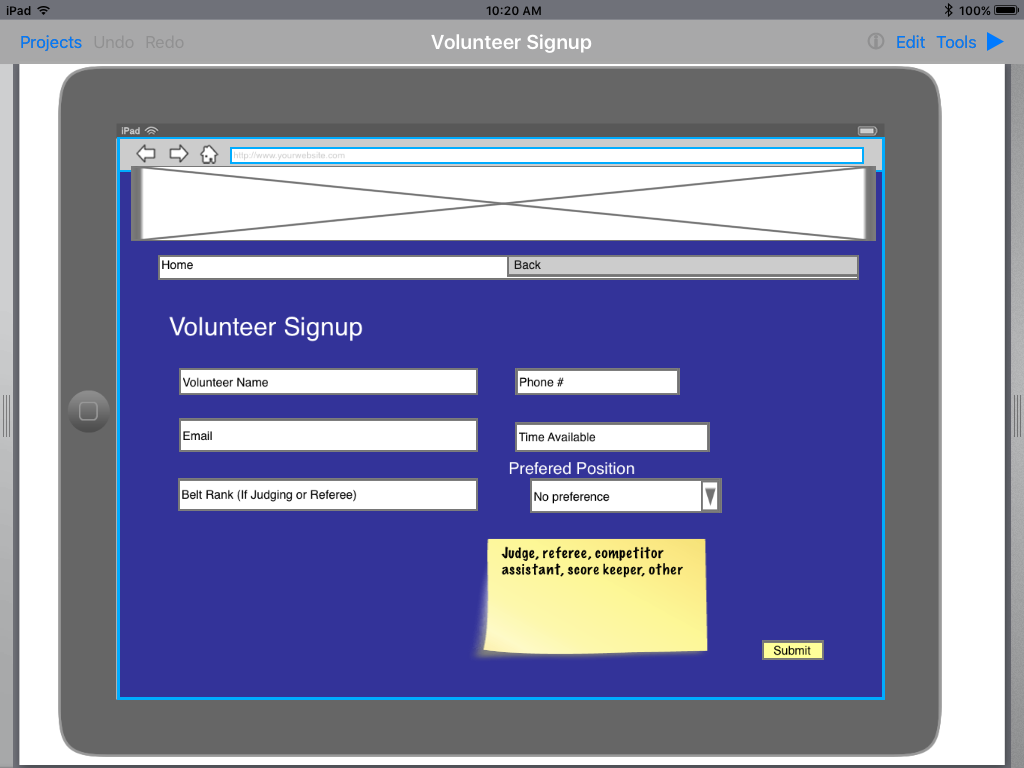 iPad 10:20 AM 100%
Projects Undo Redo Volunteer Signup Edit Tools
iPad
http://www.yourwebsite.com
Home Back
Volunteer Signup
Volunteer Name Phone #
Email Time Available
Prefered Position
Belt Rank (If Judging or Referee) No preference
Judge, referee, competitor
assistant, score keeper, other
Submit